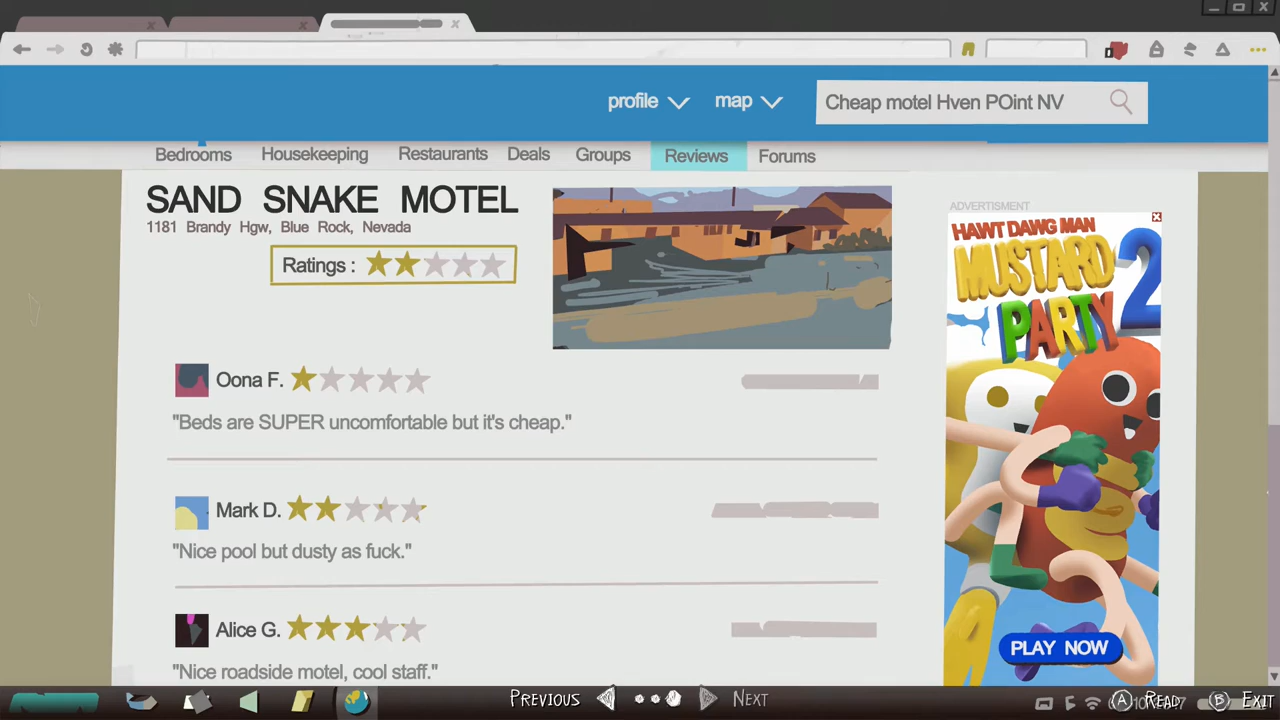 profile
map
Cheap motel Hven POint NV
Bedrooms Housekeeping Restaurants Deals Groups Reviews Forums
SAND SNAKE MOTEL
1181 Brandy Hgw, Blue Rock, Nevada
Ratings :
ADVERTISMENT
HAWT DAWG MAN
MUSTARD
PARTY 2
Oona F.
"Beds are SUPER uncomfortable but it's cheap."
Mark D.
"Nice pool but dusty as fuck."
Alice G.
"Nice roadside motel, cool staff."
PLAY NOW
PREVIOUS NEXT
A READ B EXIT